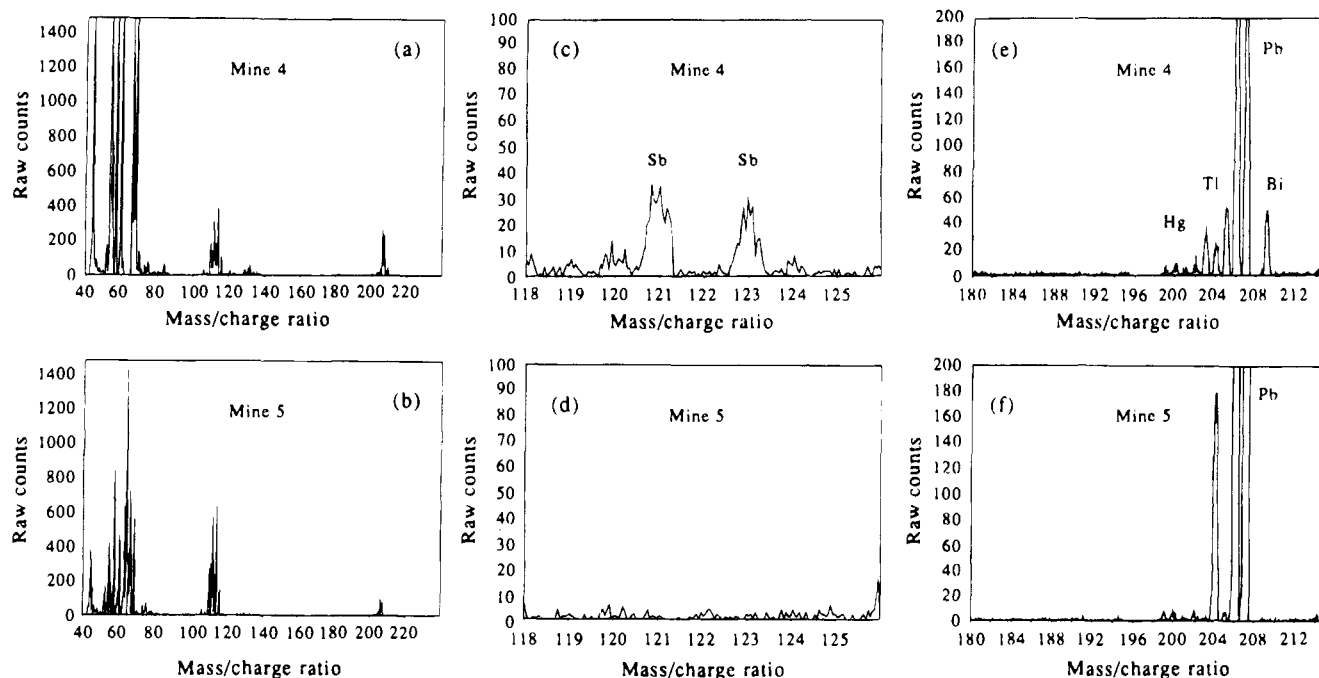 (a)
Mine 4
Raw counts
1400
1200
1000
800
600
400
200
0
40 60 80 100 120 140 160 180 200 220
Mass/charge ratio
(c)
Mine 4
Raw counts
100
90
80
70
60
50
40
30
20
10
0
Sb
Sb
118 119 120 121 122 123 124 125
Mass/charge ratio
(e)
Mine 4
Raw counts
200
180
160
140
120
100
80
60
40
20
0
Pb
Tl
Bi
Hg
180 184 188 192 196 200 204 208 212
Mass/charge ratio
(b)
Mine 5
Raw counts
1400
1200
1000
800
600
400
200
0
40 60 80 100 120 140 160 180 200 220
Mass/charge ratio
(d)
Mine 5
Raw counts
100
90
80
70
60
50
40
30
20
10
0
118 119 120 121 122 123 124 125
Mass/charge ratio
(f)
Mine 5
Raw counts
200
180
160
140
120
100
80
60
40
20
0
Pb
180 184 188 192 196 200 204 208 212
Mass/charge ratio